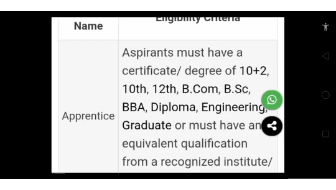 Name
Eligibility Criteria
Apprentice
Aspirants must have a
certificate/ degree of 10+2,
10th, 12th, B.Com, B.Sc,
BBA, Diploma, Engineering,
Graduate or must have an
equivalent qualification
from a recognized institute/